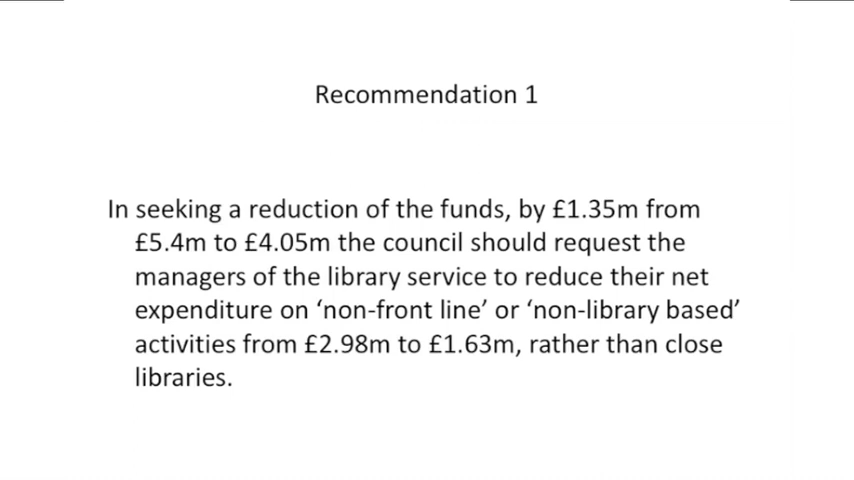 Recommendation 1
In seeking a reduction of the funds, by £1.35m from
£5.4m to £4.05m the council should request the
managers of the library service to reduce their net
expenditure on ‘non-front line’ or ‘non-library based’
activities from £2.98m to £1.63m, rather than close
libraries.